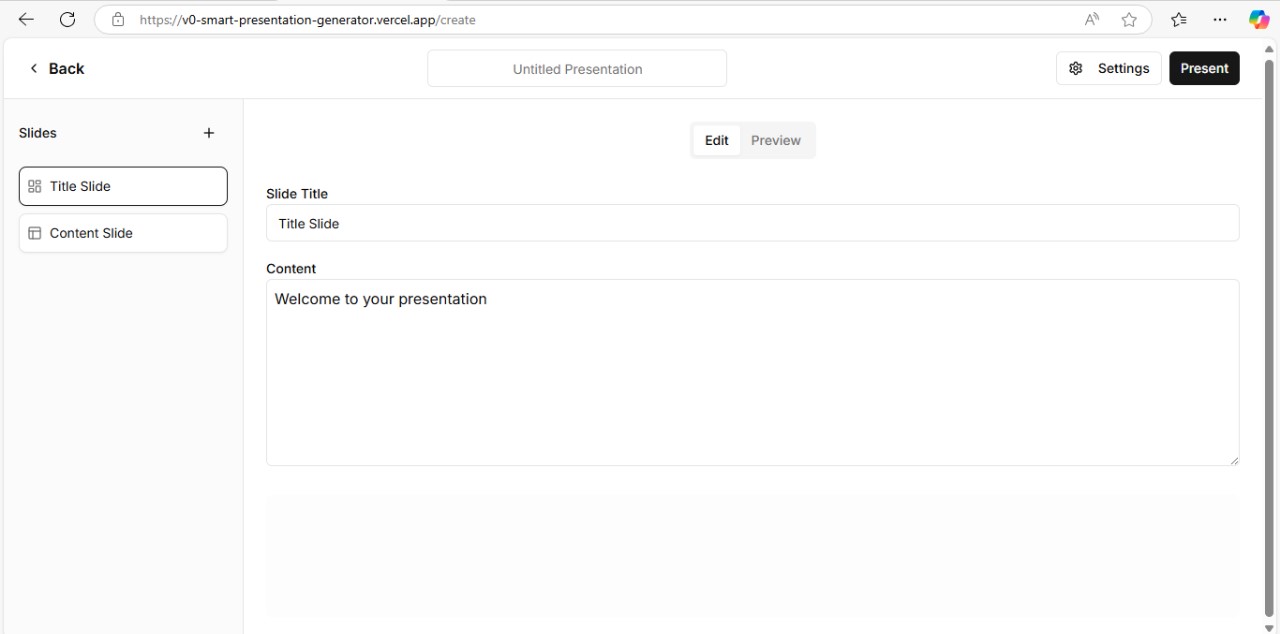 https://v0-smart-presentation-generator.vercel.app/create
Back
Untitled Presentation
Settings
Present
Slides
Edit
Preview
Title Slide
Content Slide
Slide Title
Title Slide
Content
Welcome to your presentation